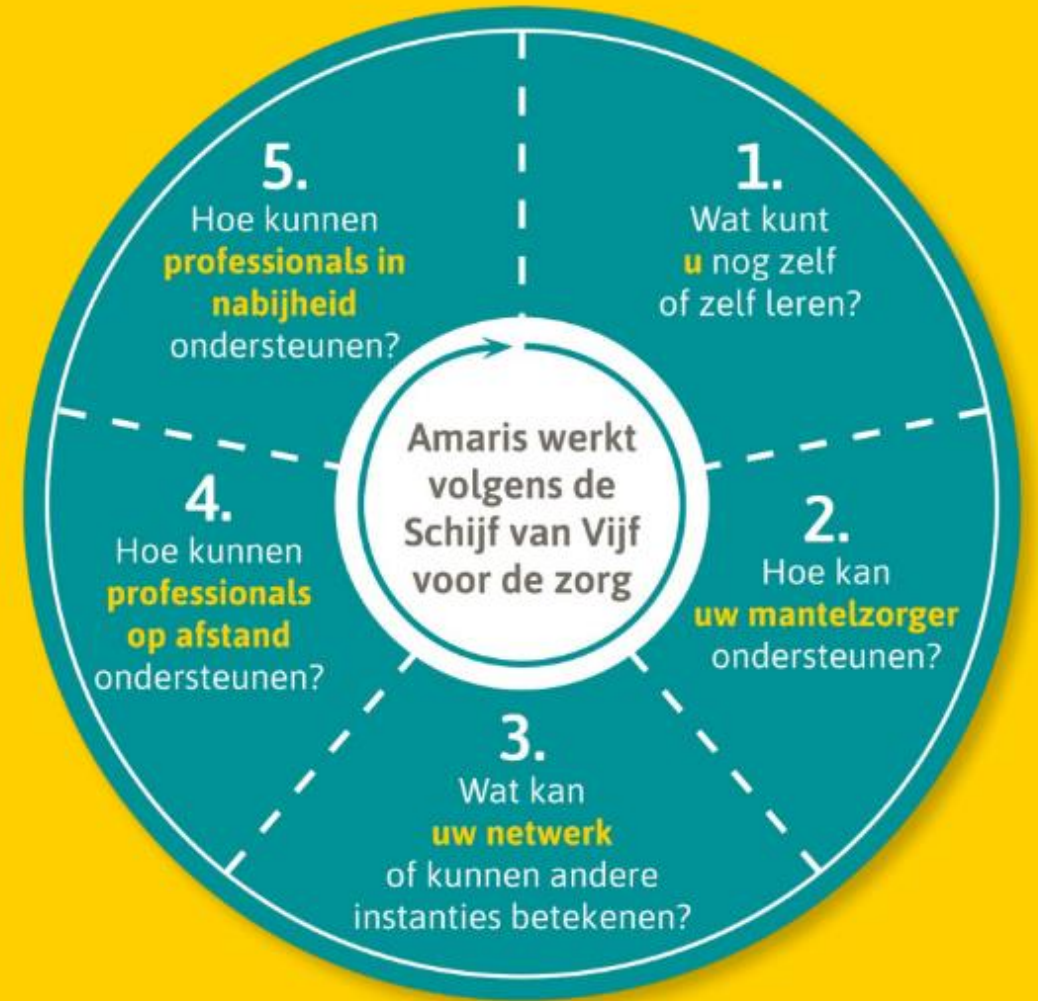 Amaris werkt
volgens de
Schijf van Vijf
voor de zorg
1.
Wat kunt
u nog zelf
of zelf leren?
2.
Hoe kan
uw mantelzorger
ondersteunen?
3.
Wat kan
uw netwerk
of kunnen andere
instanties betekenen?
4.
Hoe kunnen
professionals
op afstand
ondersteunen?
5.
Hoe kunnen
professionals in
nabijheid
ondersteunen?